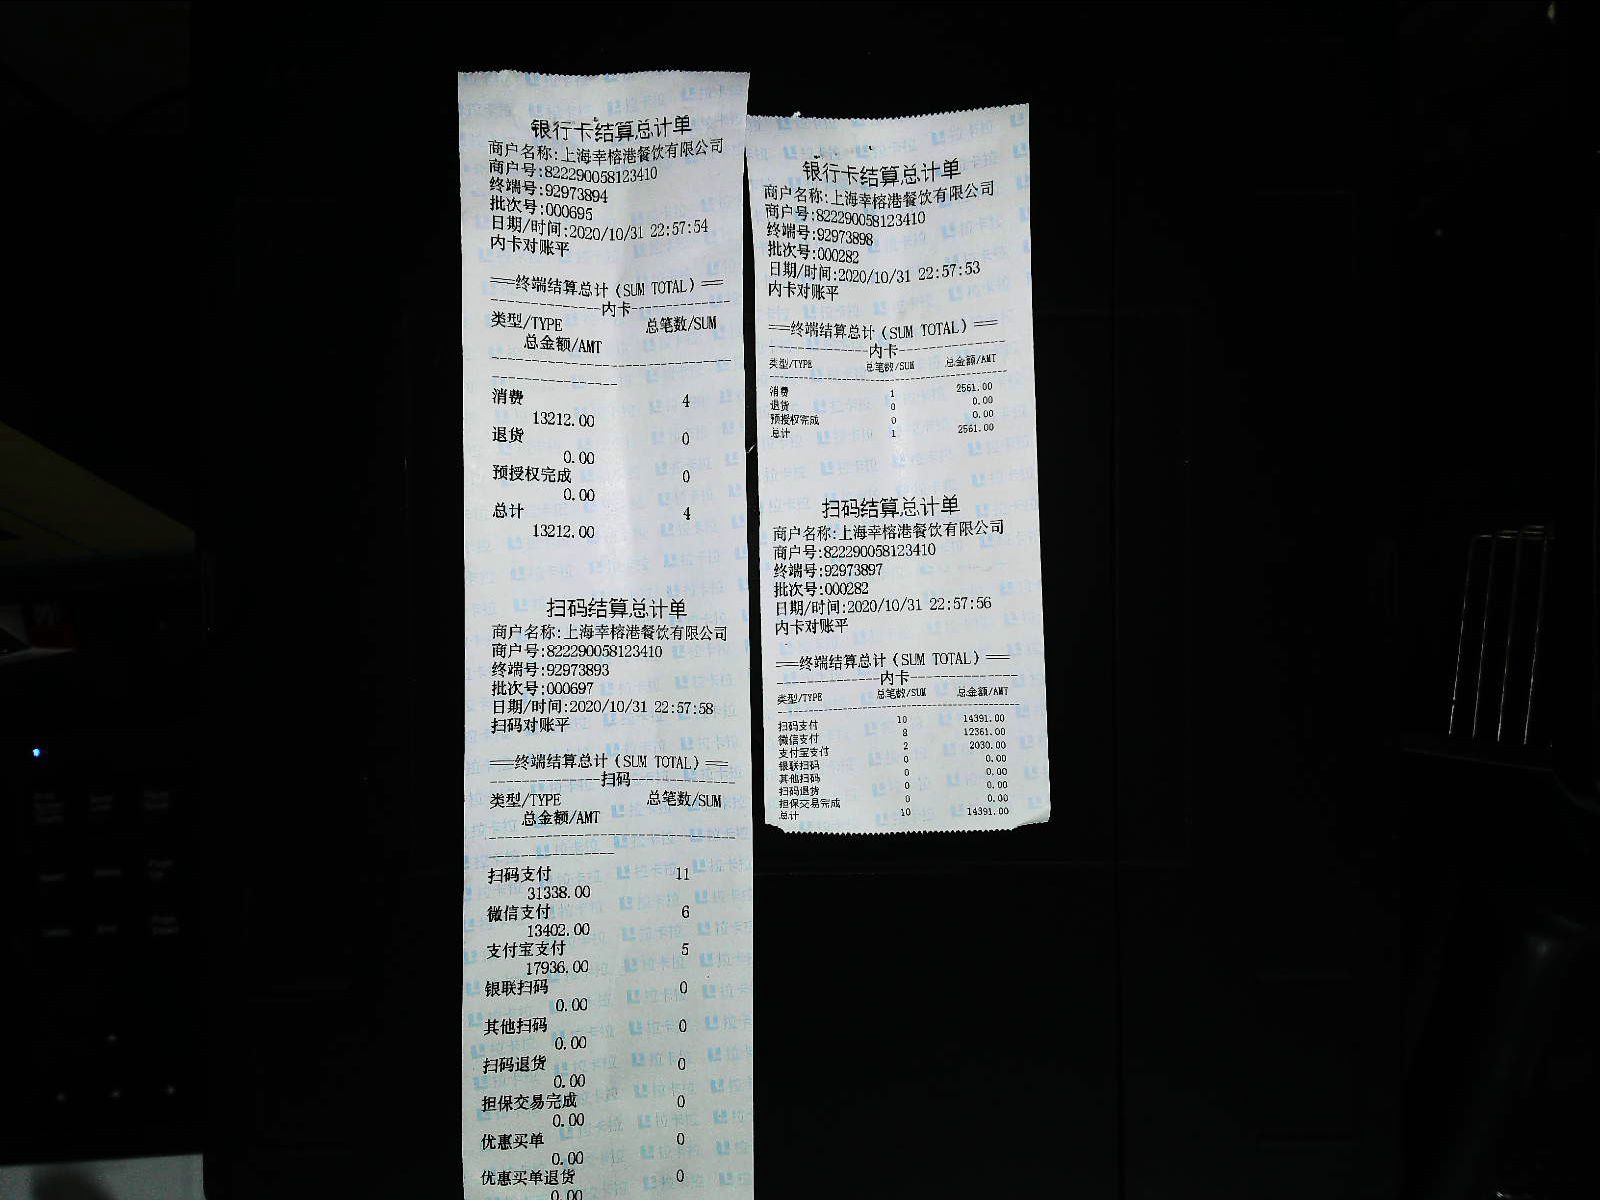 银行卡结算总计单
商户名称:上海幸榕港餐饮有限公司
商户号:822290058123410
终端号:92973894
批次号:000695
日期/时间:2020/10/31 22:57:54
内卡对账平
==终端结算总计(SUM TOTAL)==
内卡
类型/TYPE 总笔数/SUM
总金额/AMT
消费 4
13212.00
退货 0
0.00
预授权完成 0
0.00
总计 4
13212.00
扫码结算总计单
商户名称:上海幸榕港餐饮有限公司
商户号:822290058123410
终端号:92973893
批次号:000697
日期/时间:2020/10/31 22:57:58
扫码对账平
==终端结算总计(SUM TOTAL)==
扫码
类型/TYPE 总笔数/SUM
总金额/AMT
扫码支付 11
31338.00
微信支付 6
13402.00
支付宝支付 5
17936.00
银联扫码 0
0.00
其他扫码 0
0.00
扫码退货 0
0.00
担保交易完成 0
0.00
优惠买单 0
0.00
优惠买单退货 0
0.00
银行卡结算总计单
商户名称:上海幸榕港餐饮有限公司
商户号:822290058123410
终端号:92973898
批次号:000282
日期/时间:2020/10/31 22:57:53
内卡对账平
==终端结算总计(SUM TOTAL)==
内卡
类型/TYPE 总笔数/SUM 总金额/AMT
消费 1 2561.00
退货 0 0.00
预授权完成 0 0.00
总计 1 2561.00
扫码结算总计单
商户名称:上海幸榕港餐饮有限公司
商户号:822290058123410
终端号:92973897
批次号:000282
日期/时间:2020/10/31 22:57:56
内卡对账平
==终端结算总计(SUM TOTAL)==
内卡
类型/TYPE 总笔数/SUM 总金额/AMT
扫码支付 10 14391.00
微信支付 8 12361.00
支付宝支付 2 2030.00
银联扫码 0 0.00
其他扫码 0 0.00
扫码退货 0 0.00
担保交易完成 0 0.00
总计 10 14391.00